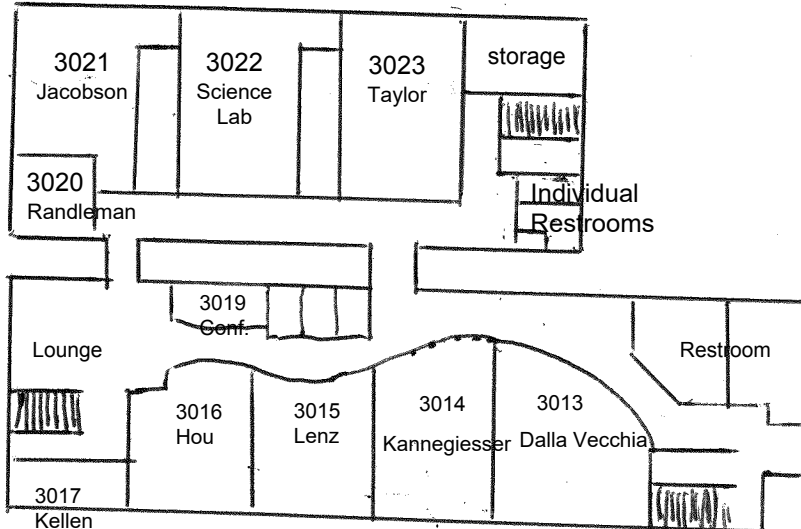 3021
Jacobson
3022
Science
Lab
3023
Taylor
storage
3020
Randleman
Individual
Restrooms
3019
Conf.
Lounge
Restroom
3016
Hou
3015
Lenz
3014
Kannegiesser
3013
Dalla Vecchia
3017
Kellen